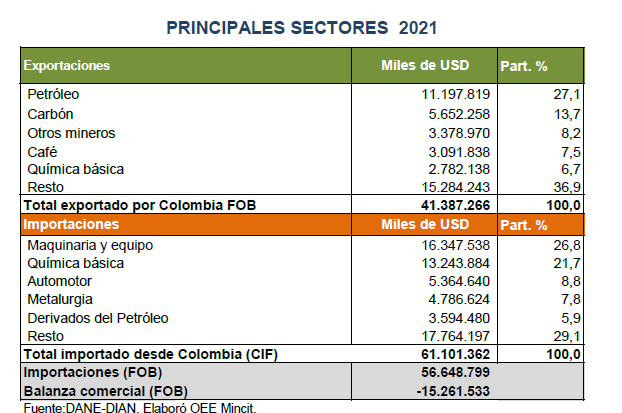 PRINCIPALES SECTORES 2021
Exportaciones Miles de USD Part. %
Petróleo 11.197.819 27,1
Carbón 5.652.258 13,7
Otros mineros 3.378.970 8,2
Café 3.091.838 7,5
Química básica 2.782.138 6,7
Resto 15.284.243 36,9
Total exportado por Colombia FOB 41.387.266 100,0
Importaciones Miles de USD Part. %
Maquinaria y equipo 16.347.538 26,8
Química básica 13.243.884 21,7
Automotor 5.364.640 8,8
Metalurgia 4.786.624 7,8
Derivados del Petróleo 3.594.480 5,9
Resto 17.764.197 29,1
Total importado desde Colombia (CIF) 61.101.362 100,0
Importaciones (FOB) 56.648.799
Balanza comercial (FOB) -15.261.533
Fuente:DANE-DIAN. Elaboró OEE Mincit.